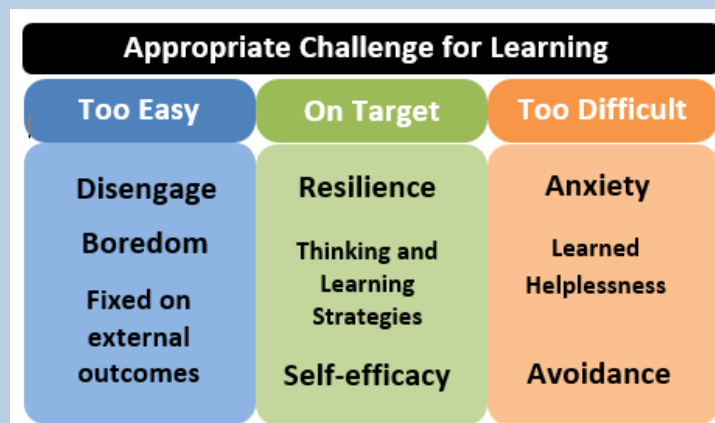 Appropriate Challenge for Learning
Too Easy
Disengage
Boredom
Fixed on
external
outcomes
On Target
Resilience
Thinking and
Learning
Strategies
Self-efficacy
Too Difficult
Anxiety
Learned
Helplessness
Avoidance